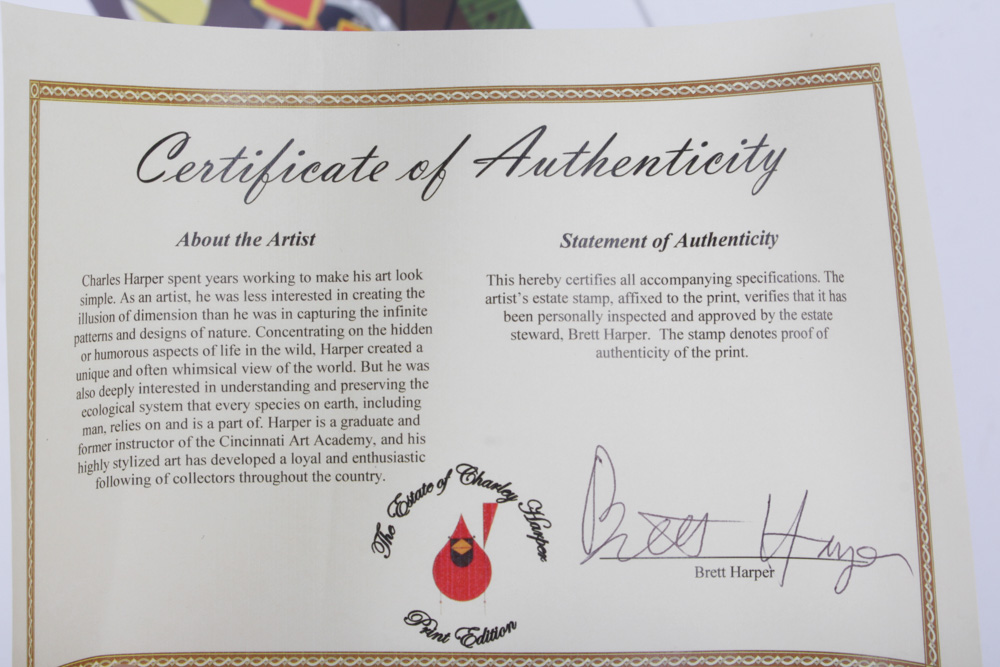 Certificate of Authenticity
About the Artist
Charles Harper spent years working to make his art look
simple. As an artist, he was less interested in creating the
illusion of dimension than he was in capturing the infinite
patterns and designs of nature. Concentrating on the hidden
or humorous aspects of life in the wild, Harper created a
unique and often whimsical view of the world. But he was
also deeply interested in understanding and preserving the
ecological system that every species on earth, including
man, relies on and is a part of. Harper is a graduate and
former instructor of the Cincinnati Art Academy, and his
highly stylized art has developed a loyal and enthusiastic
following of collectors throughout the country.
Statement of Authenticity
This hereby certifies all accompanying specifications. The
artist's estate stamp, affixed to the print, verifies that it has
been personally inspected and approved by the estate
steward, Brett Harper. The stamp denotes proof of
authenticity of the print.
The Estate of Charley Harper
Print Edition
Brett Harper
Brett Harper